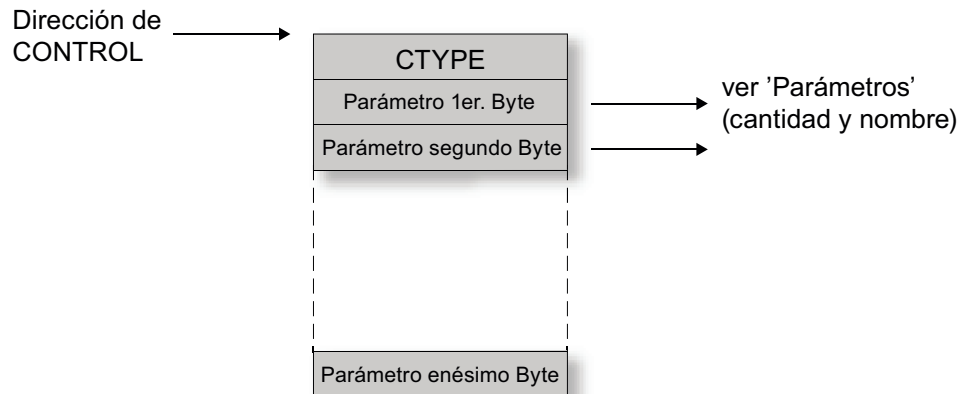 Dirección de
CONTROL
CTYPE
Parámetro 1er. Byte
Parámetro segundo Byte
ver ’Parámetros’
(cantidad y nombre)
Parámetro enésimo Byte